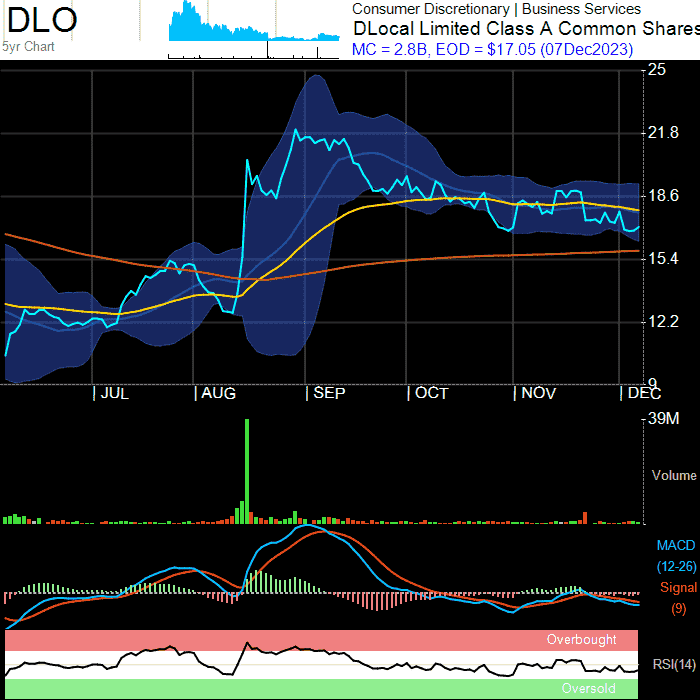 DLO
5yr Chart
Consumer Discretionary | Business Services
DLocal Limited Class A Common Shares
MC = 2.8B, EOD = $17.05 (07Dec2023)
25
21.8
18.6
15.4
12.2
9
JUL AUG SEP OCT NOV DEC
39M
Volume
MACD
(12-26)
Signal
(9)
Overbought
RSI(14)
Oversold